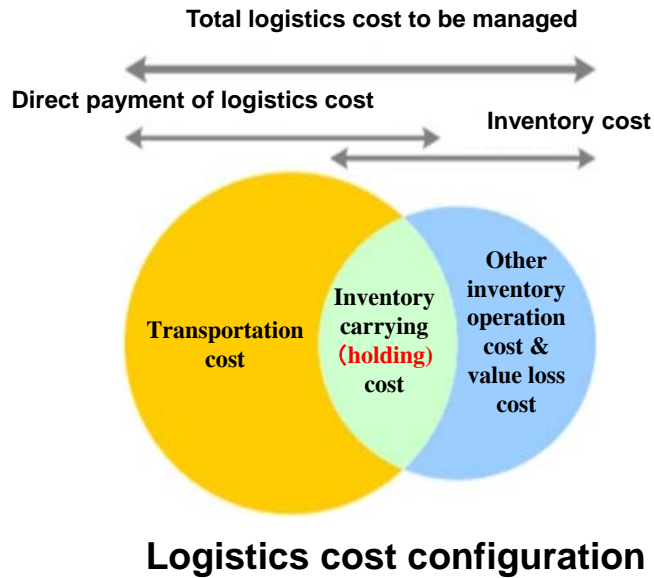 Total logistics cost to be managed
Direct payment of logistics cost
Inventory cost
Transportation
cost
Inventory
carrying
（holding)
cost
Other
inventory
operation
cost &
value loss
cost
Logistics cost configuration